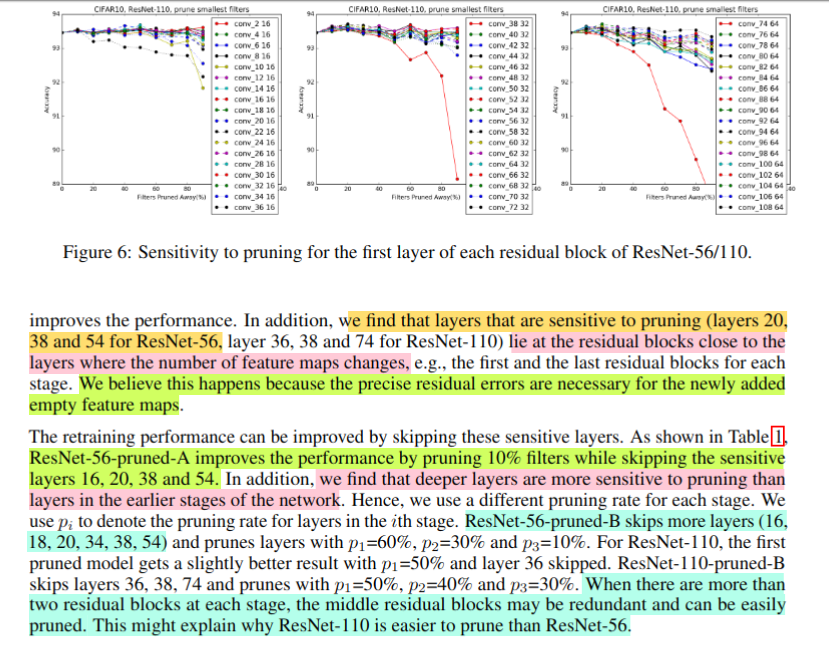 CIFAR10, ResNet-110, prune smallest filters
94
93
92
91
90
89
Accuracy
0
20
40
60
80
40
Filters Pruned Away(%)
conv_2 16
conv_4 16
conv_6 16
conv_8 16
conv_10 16
conv_12 16
conv_14 16
conv_16 16
conv_18 16
conv_20 16
conv_22 16
conv_24 16
conv_26 16
conv_28 16
conv_30 16
conv_32 16
conv_34 16
conv_36 16
CIFAR10, ResNet-110, prune smallest filters
94
93
92
91
90
89
Accuracy
0
20
40
60
80
40
Filters Pruned Away(%)
conv_38 32
conv_40 32
conv_42 32
conv_44 32
conv_46 32
conv_48 32
conv_50 32
conv_52 32
conv_54 32
conv_56 32
conv_58 32
conv_60 32
conv_62 32
conv_64 32
conv_66 32
conv_68 32
conv_70 32
conv_72 32
CIFAR10, ResNet-110, prune smallest filters
94
93
92
91
90
89
Accuracy
0
20
40
60
80
40
Filters Pruned Away(%)
conv_74 64
conv_76 64
conv_78 64
conv_80 64
conv_82 64
conv_84 64
conv_86 64
conv_88 64
conv_90 64
conv_92 64
conv_94 64
conv_96 64
conv_98 64
conv_100 64
conv_102 64
conv_104 64
conv_106 64
conv_108 64
Figure 6: Sensitivity to pruning for the first layer of each residual block of ResNet-56/110.
improves the performance. In addition, we find that layers that are sensitive to pruning (layers 20,
38 and 54 for ResNet-56, layer 36, 38 and 74 for ResNet-110) lie at the residual blocks close to the
layers where the number of feature maps changes, e.g., the first and the last residual blocks for each
stage. We believe this happens because the precise residual errors are necessary for the newly added
empty feature maps.
The retraining performance can be improved by skipping these sensitive layers. As shown in Table 1,
ResNet-56-pruned-A improves the performance by pruning 10% filters while skipping the sensitive
layers 16, 20, 38 and 54. In addition, we find that deeper layers are more sensitive to pruning than
layers in the earlier stages of the network. Hence, we use a different pruning rate for each stage. We
use pᵢ to denote the pruning rate for layers in the ith stage. ResNet-56-pruned-B skips more layers (16,
18, 20, 34, 38, 54) and prunes layers with p₁=60%, p₂=30% and p₃=10%. For ResNet-110, the first
pruned model gets a slightly better result with p₁=50% and layer 36 skipped. ResNet-110-pruned-B
skips layers 36, 38, 74 and prunes with p₁=50%, p₂=40% and p₃=30%. When there are more than
two residual blocks at each stage, the middle residual blocks may be redundant and can be easily
pruned. This might explain why ResNet-110 is easier to prune than ResNet-56.